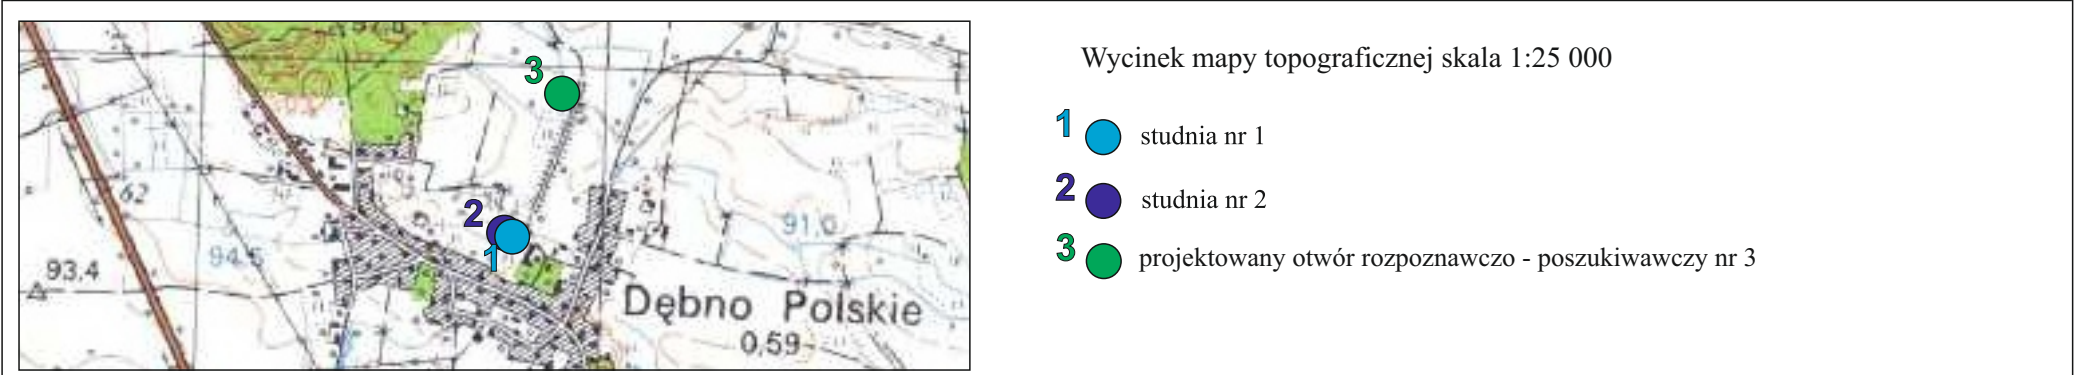 3
62
2
1
94,5
93,4
91,0
Dębno Polskie
0,59
Wycinek mapy topograficznej skala 1:25 000
1 studnia nr 1
2 studnia nr 2
3 projektowany otwór rozpoznawczo - poszukiwawczy nr 3